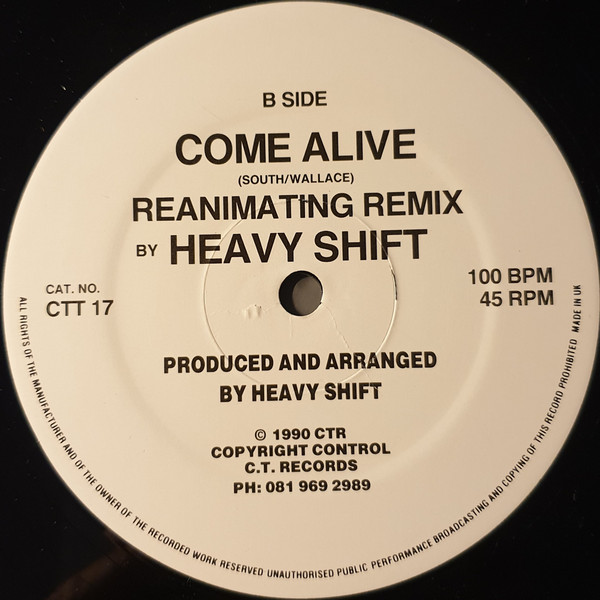 B SIDE
COME ALIVE
(SOUTH/WALLACE)
REANIMATING REMIX
BY HEAVY SHIFT
CAT. NO.
CTT 17
100 BPM
45 RPM
PRODUCED AND ARRANGED
BY HEAVY SHIFT
© 1990 CTR
COPYRIGHT CONTROL
C.T. RECORDS
PH: 081 969 2989
ALL RIGHTS OF THE MANUFACTURER AND OF THE OWNER OF THE RECORDED WORK RESERVED UNAUTHORISED PUBLIC PERFORMANCE BROADCASTING AND COPYING OF THIS RECORD PROHIBITED MADE IN UK